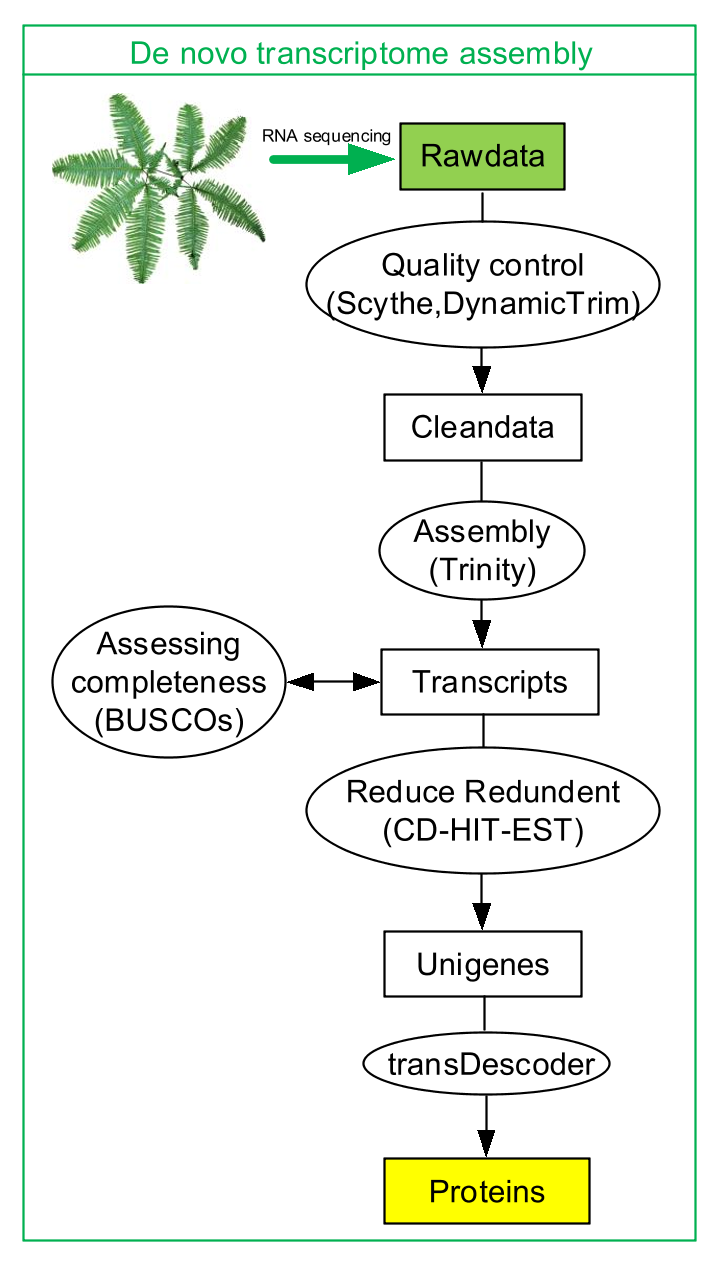 De novo transcriptome assembly
RNA sequencing
Rawdata
Quality control
(Scythe,DynamicTrim)
Cleandata
Assembly
(Trinity)
Assessing
completeness
(BUSCOs)
Transcripts
Reduce Redundent
(CD-HIT-EST)
Unigenes
transDescoder
Proteins